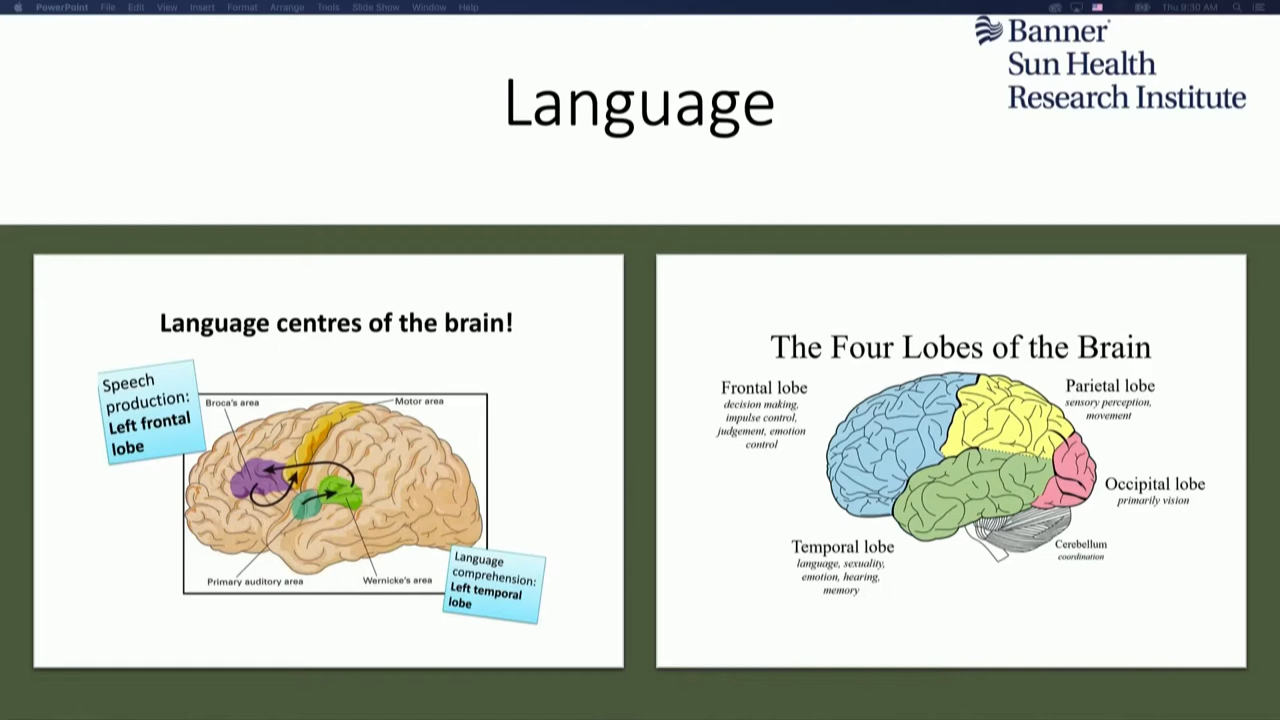 PowerPoint File Edit View Insert Format Arrange Tools Slide Show Window Help Thu 9:30 AM
Banner
Sun Health
Research Institute
Language
Language centres of the brain!
Speech
production:
Left frontal
lobe
Broca's area
Motor area
Primary auditory area
Wernicke's area
Language
comprehension:
Left temporal
lobe
The Four Lobes of the Brain
Frontal lobe
decision making,
impulse control,
judgement, emotion
control
Parietal lobe
sensory perception,
movement
Occipital lobe
primarily vision
Temporal lobe
language, sexuality,
emotion, hearing,
memory
Cerebellum
coordination